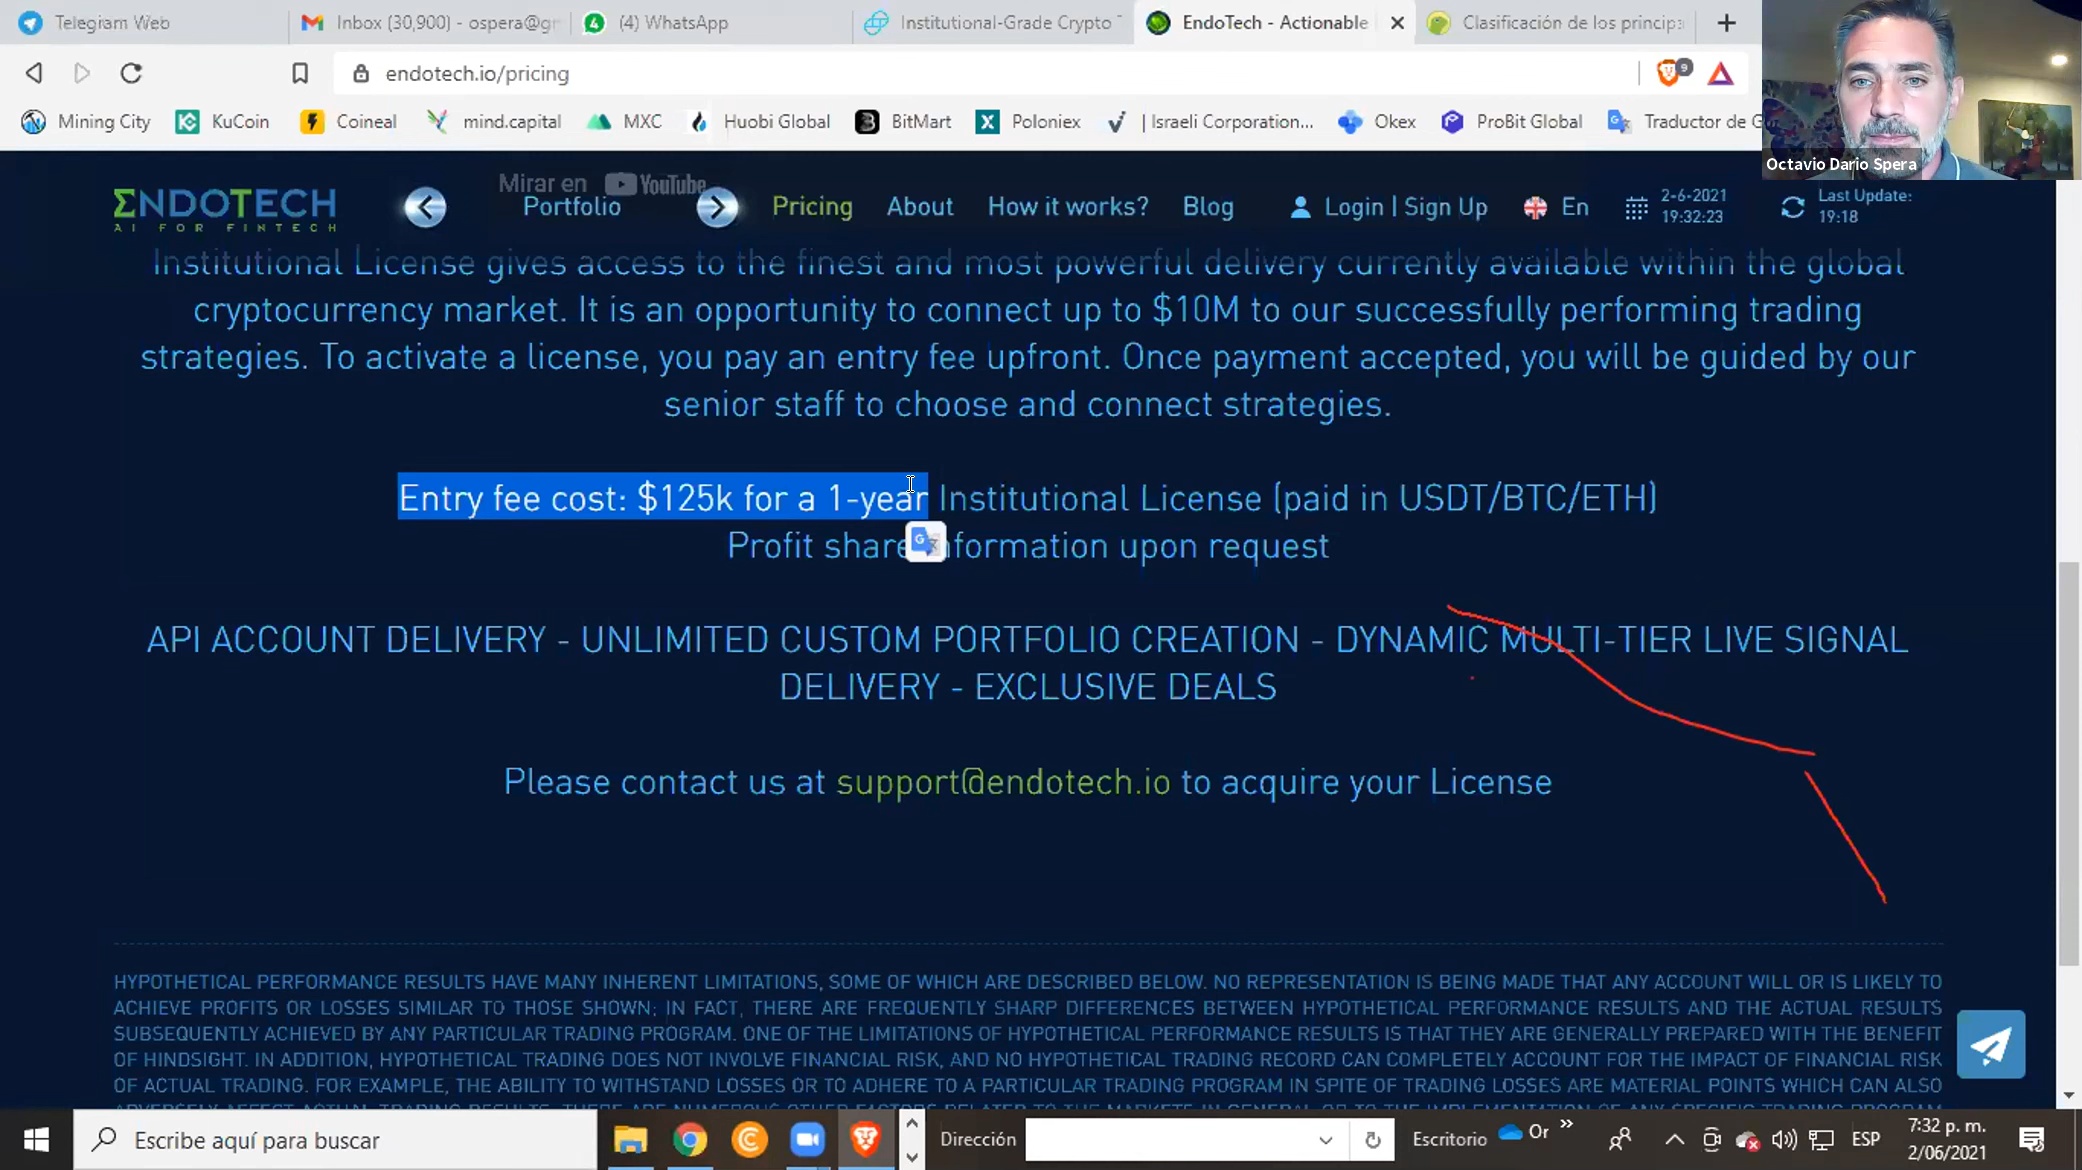 Telegram Web
Inbox (30,900) - ospera@gm
(4) WhatsApp
Institutional-Grade Crypto T
EndoTech - Actionable
Clasificación de los principa
endotech.io/pricing
9
Mining City
KuCoin
Coineal
mind.capital
MXC
Huobi Global
BitMart
Poloniex
| Israeli Corporation...
Okex
ProBit Global
Traductor de G
Octavio Dario Spera
ENDOTECH
AI FOR FINTECH
Mirar en YouTube
Portfolio
Pricing
About
How it works?
Blog
Login | Sign Up
En
2-6-2021
19:32:23
Last Update:
19:18
Institutional License gives access to the finest and most powerful delivery currently available within the global
cryptocurrency market. It is an opportunity to connect up to $10M to our successfully performing trading
strategies. To activate a license, you pay an entry fee upfront. Once payment accepted, you will be guided by our
senior staff to choose and connect strategies.
Entry fee cost: $125k for a 1-year Institutional License (paid in USDT/BTC/ETH)
Profit share information upon request
API ACCOUNT DELIVERY - UNLIMITED CUSTOM PORTFOLIO CREATION - DYNAMIC MULTI-TIER LIVE SIGNAL
DELIVERY - EXCLUSIVE DEALS
Please contact us at support@endotech.io to acquire your License
HYPOTHETICAL PERFORMANCE RESULTS HAVE MANY INHERENT LIMITATIONS, SOME OF WHICH ARE DESCRIBED BELOW. NO REPRESENTATION IS BEING MADE THAT ANY ACCOUNT WILL OR IS LIKELY TO
ACHIEVE PROFITS OR LOSSES SIMILAR TO THOSE SHOWN; IN FACT, THERE ARE FREQUENTLY SHARP DIFFERENCES BETWEEN HYPOTHETICAL PERFORMANCE RESULTS AND THE ACTUAL RESULTS
SUBSEQUENTLY ACHIEVED BY ANY PARTICULAR TRADING PROGRAM. ONE OF THE LIMITATIONS OF HYPOTHETICAL PERFORMANCE RESULTS IS THAT THEY ARE GENERALLY PREPARED WITH THE BENEFIT
OF HINDSIGHT. IN ADDITION, HYPOTHETICAL TRADING DOES NOT INVOLVE FINANCIAL RISK, AND NO HYPOTHETICAL TRADING RECORD CAN COMPLETELY ACCOUNT FOR THE IMPACT OF FINANCIAL RISK
OF ACTUAL TRADING. FOR EXAMPLE, THE ABILITY TO WITHSTAND LOSSES OR TO ADHERE TO A PARTICULAR TRADING PROGRAM IN SPITE OF TRADING LOSSES ARE MATERIAL POINTS WHICH CAN ALSO
Escribe aquí para buscar
Dirección
Escritorio
Or
ESP
7:32 p. m.
2/06/2021